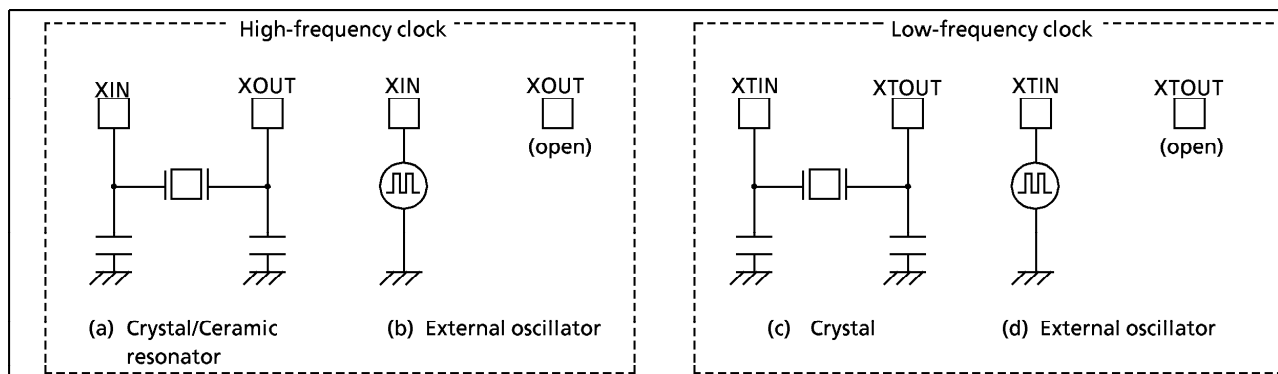 High-frequency clock
XIN
XOUT
XIN
XOUT
(open)
(a) Crystal/Ceramic
resonator
(b) External oscillator
Low-frequency clock
XTIN
XTOUT
XTIN
XTOUT
(open)
(c) Crystal
(d) External oscillator